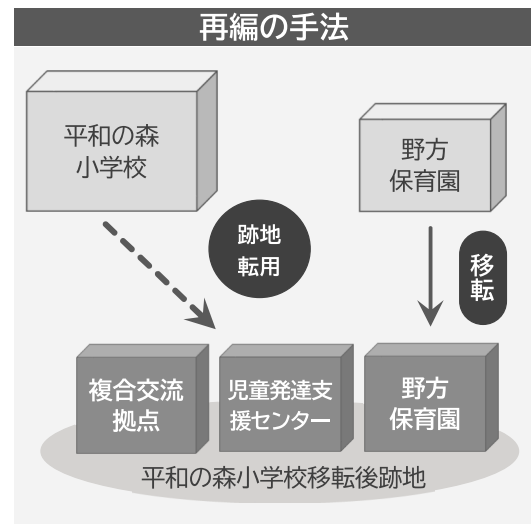 再編の手法
平和の森
小学校
野方
保育園
跡地
転用
移転
複合交流
拠点
児童発達支
援センター
野方
保育園
平和の森小学校移転後跡地